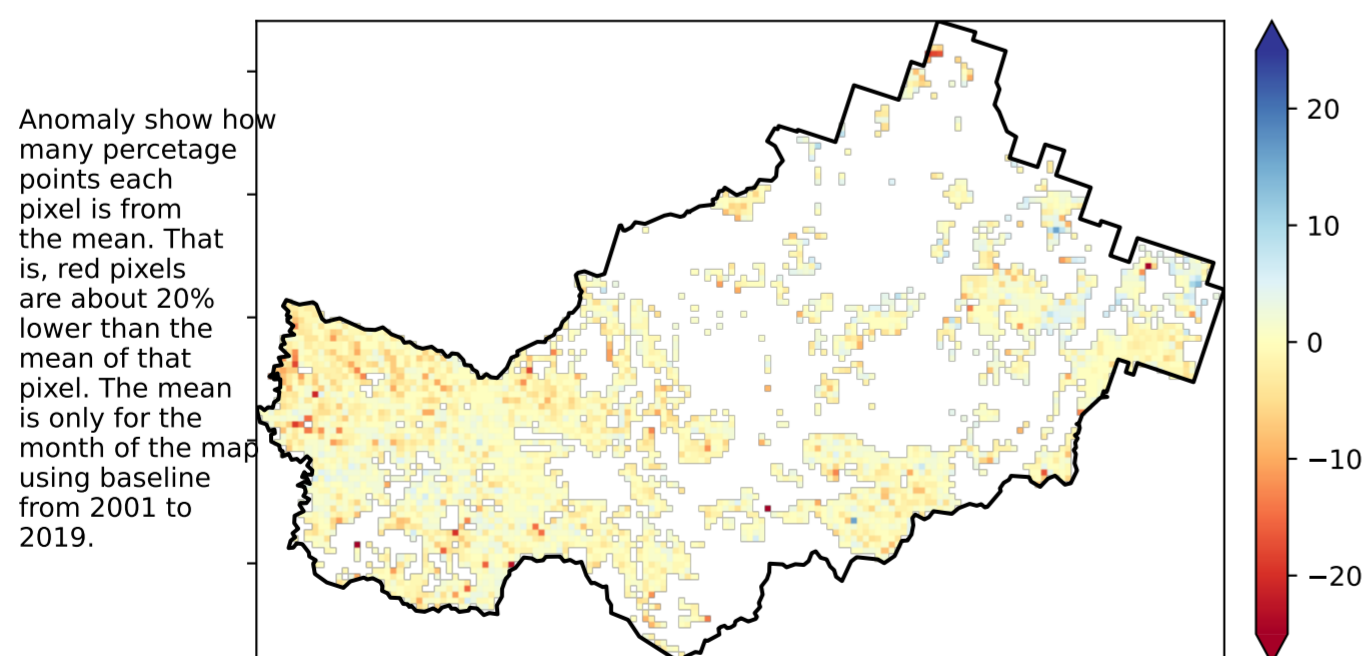 Anomaly show how
many percetage
points each
pixel is from
the mean. That
is, red pixels
are about 20%
lower than the
mean of that
pixel. The mean
is only for the
month of the map
using baseline
from 2001 to
2019.
20
10
0
−10
−20